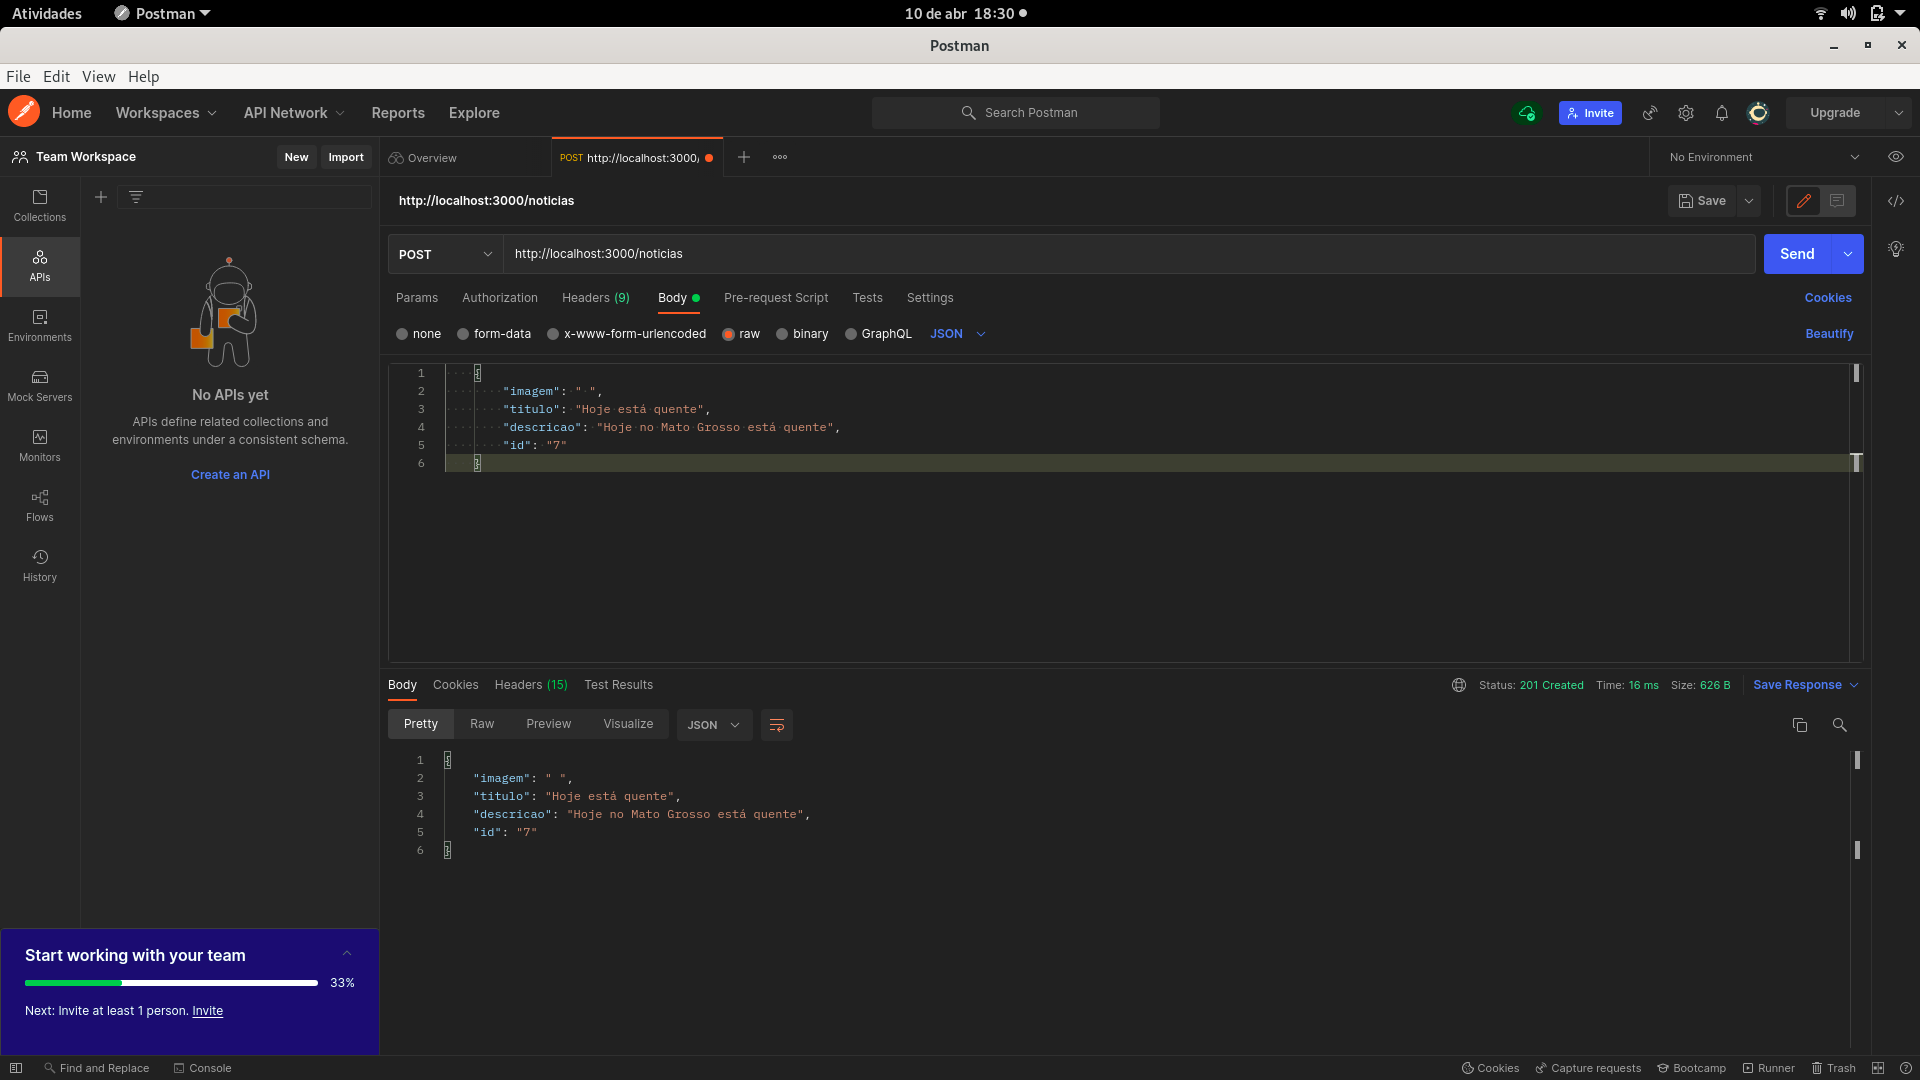 Atividades
Postman
10 de abr 18:30
Postman
File Edit View Help
Home
Workspaces
API Network
Reports
Explore
Search Postman
Invite
Upgrade
Team Workspace
New
Import
Overview
POST http://localhost:3000/
No Environment
http://localhost:3000/noticias
Save
POST
http://localhost:3000/noticias
Send
Params Authorization Headers (9) Body Pre-request Script Tests Settings
Cookies
none form-data x-www-form-urlencoded raw binary GraphQL JSON
Beautify
1 {
2 "imagem": " ",
3 "titulo": "Hoje está quente",
4 "descricao": "Hoje no Mato Grosso está quente",
5 "id": "7"
6 }
Collections
APIs
Environments
Mock Servers
Monitors
Flows
History
No APIs yet
APIs define related collections and
environments under a consistent schema.
Create an API
Body Cookies Headers (15) Test Results
Status: 201 Created Time: 16 ms Size: 626 B
Save Response
Pretty Raw Preview Visualize JSON
1 {
2 "imagem": " ",
3 "titulo": "Hoje está quente",
4 "descricao": "Hoje no Mato Grosso está quente",
5 "id": "7"
6 }
Start working with your team
33%
Next: Invite at least 1 person. Invite
Find and Replace
Console
Cookies
Capture requests
Bootcamp
Runner
Trash